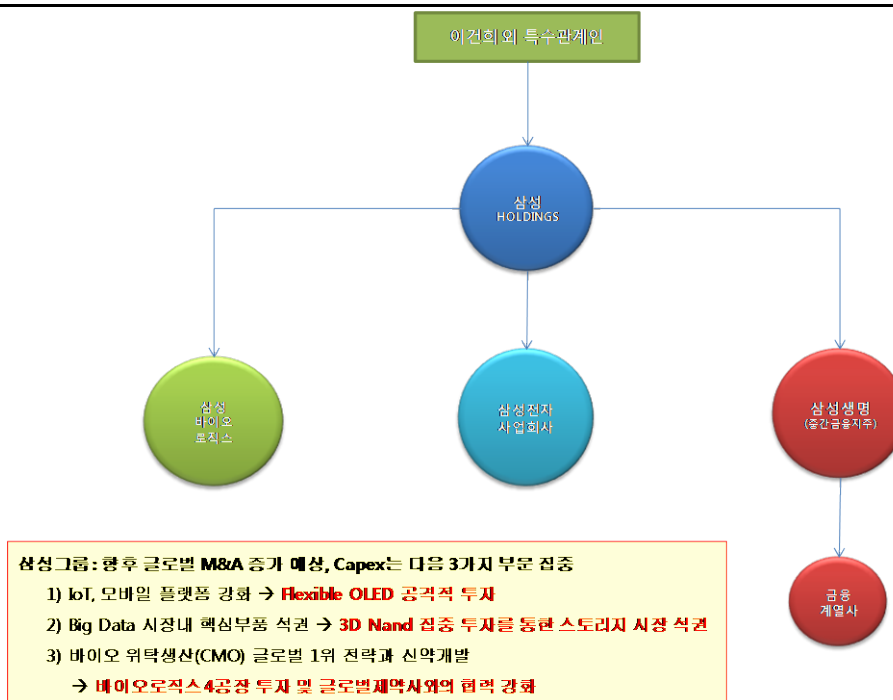 이건희 외 특수관계인
삼성
HOLDINGS
삼성
바이오
로직스
삼성전자
사업회사
삼성생명
(중간금융지주)
금융
계열사
삼성그룹: 향후 글로벌 M&A 증가 예상, Capex는 다음 3가지 부문 집중
1) IoT, 모바일 플랫폼 강화 → Flexible OLED 공격적 투자
2) Big Data 시장내 핵심부품 석권 → 3D Nand 집중 투자를 통한 스토리지 시장 석권
3) 바이오 위탁생산(CMO) 글로벌 1위 전략과 신약개발
→ 바이오로직스 4공장 투자 및 글로벌제약사와의 협력 강화